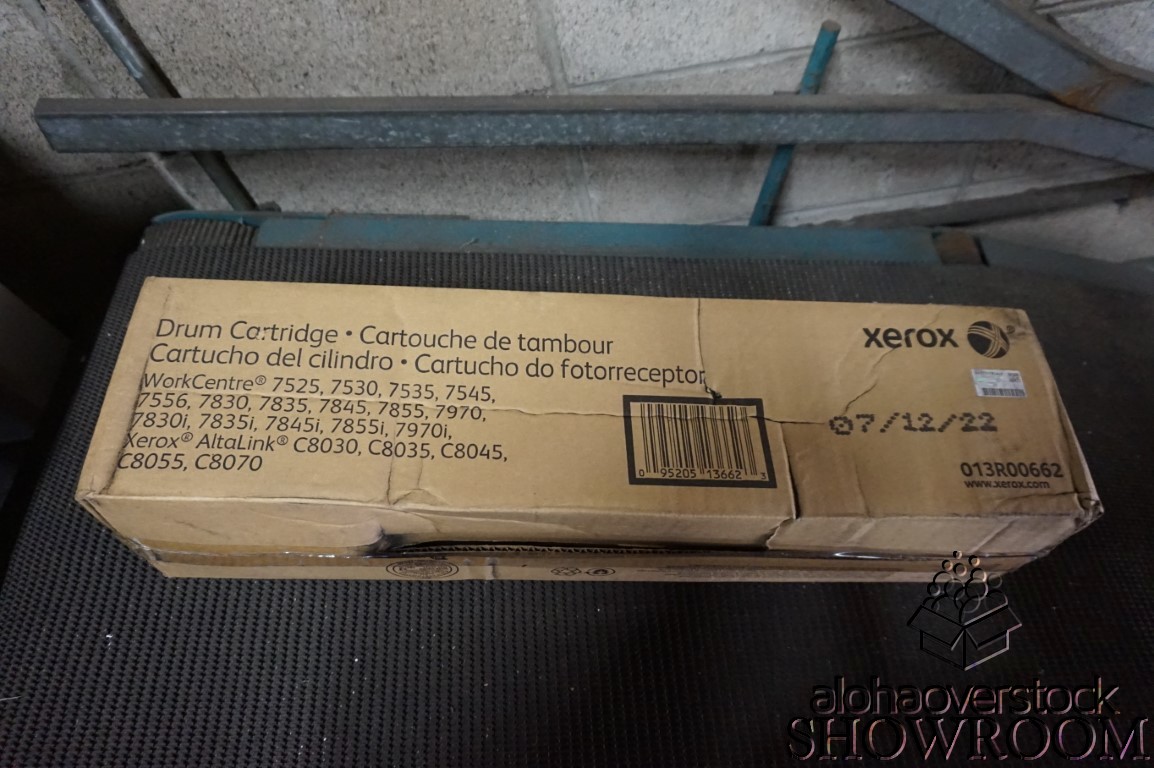 Drum Cartridge • Cartouche de tambour
Cartucho del cilindro • Cartucho do fotorreceptor
WorkCentre® 7525, 7530, 7535, 7545,
7556, 7830, 7835, 7845, 7855, 7970,
7830i, 7835i, 7845i, 7855i, 7970i,
Xerox® AltaLink® C8030, C8035, C8045,
C8055, C8070
xerox
0 95205 13662 3
07/12/22
013R00662
www.xerox.com
alohaoverstock
SHOWROOM